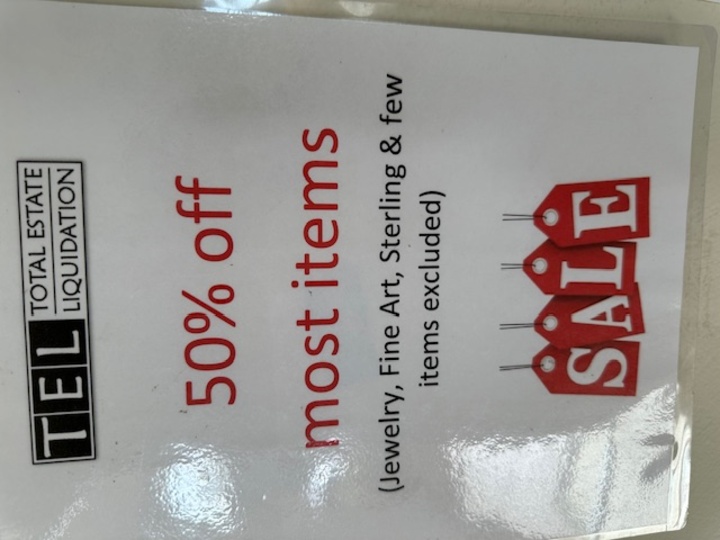 TEL TOTAL ESTATE
LIQUIDATION
50% off
most items
(Jewelry, Fine Art, Sterling & few
items excluded)
SALE